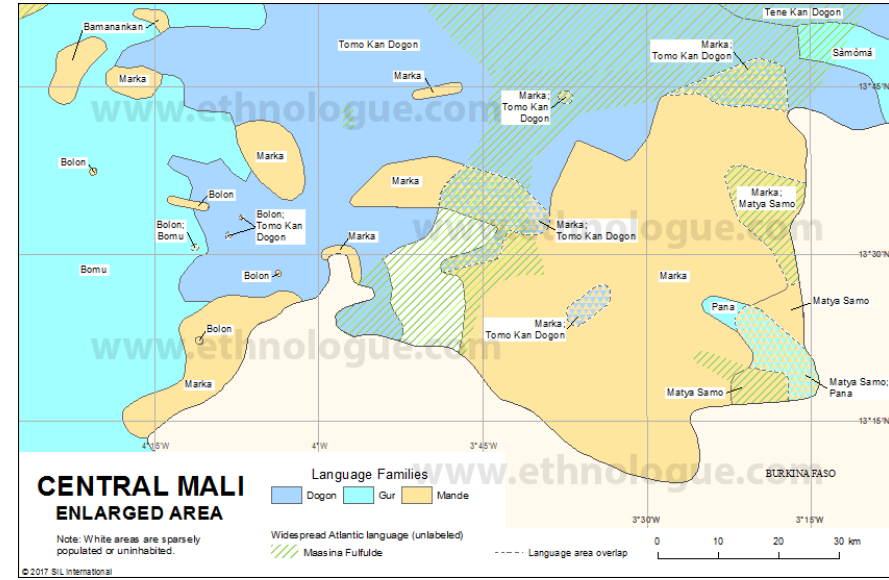 Bamanankan
Tomo Kan Dogon
Tene Kan Dogon
Marka;
Tomo Kan Dogon
Sàmòmá
Marka
Marka
13°45'N
www.ethnologue.com
Marka;
Tomo Kan
Dogon
Bolon
Marka
Marka
Bolon
Marka;
Matya Samo
Bolon;
Tomo Kan
Dogon
Bolon;
Bomu
Marka
Marka;
Tomo Kan Dogon
www.ethnologue.com
13°30'N
Bomu
Bolon
Marka
Pana
Matya Samo
Bolon
Marka;
Tomo Kan Dogon
www.ethnologue.com
Marka
Matya Samo
Matya Samo;
Pana
13°15'N
4°15'W
4°W
3°45'W
www.ethnologue.com
BURKINA FASO
CENTRAL MALI
ENLARGED AREA
Note: White areas are sparsely
populated or uninhabited.
Language Families
Dogon
Gur
Mande
Widespread Atlantic language (unlabeled)
Maasina Fulfulde
Language area overlap
3°30'W
3°15'W
0
10
20
30 km
© 2017 SIL International